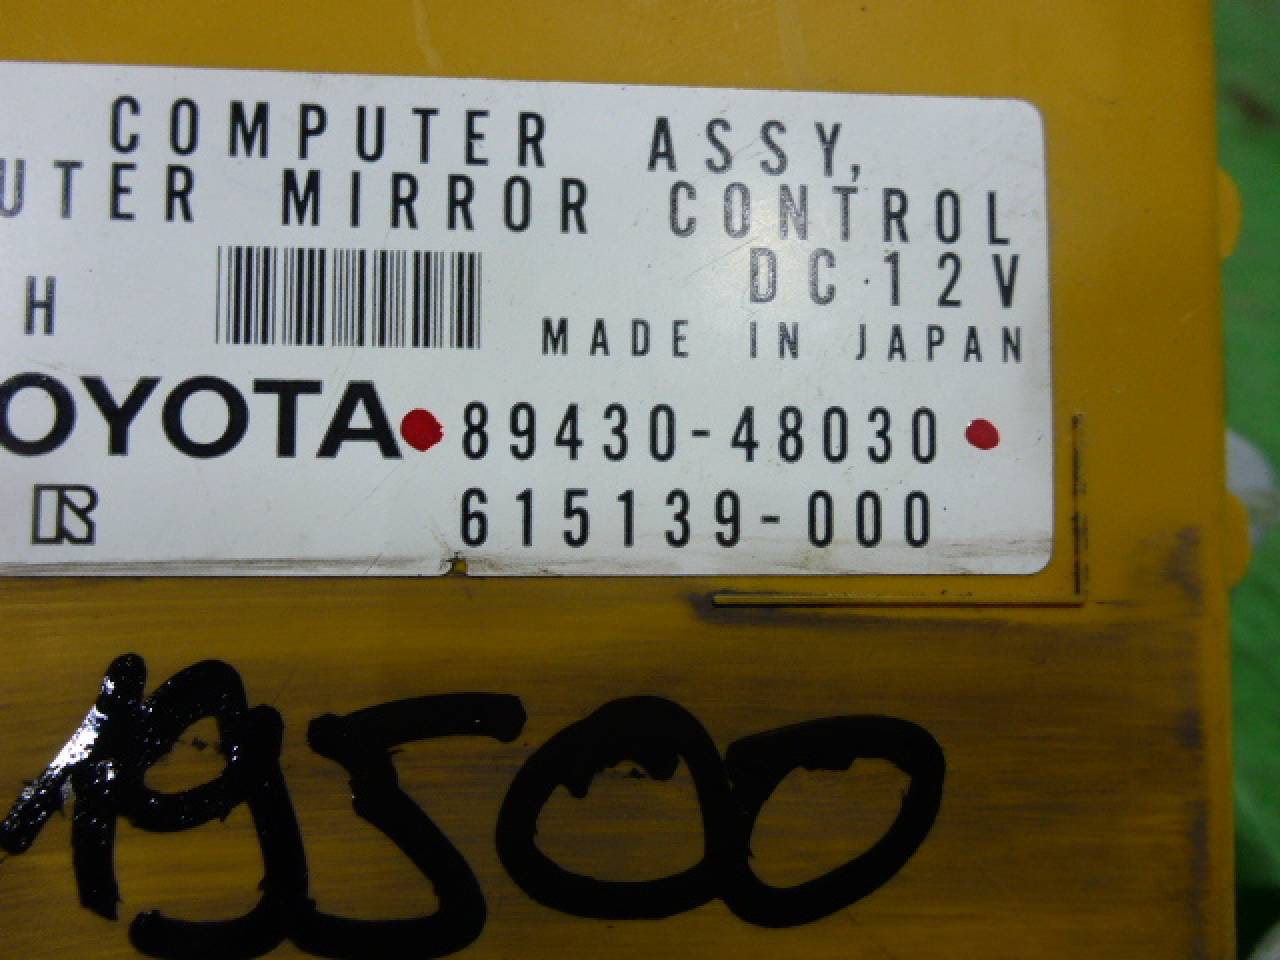 COMPUTER ASSY,
UTER MIRROR CONTROL
DC 12V
H
MADE IN JAPAN
OYOTA 89430-48030
R 615139-000
19500